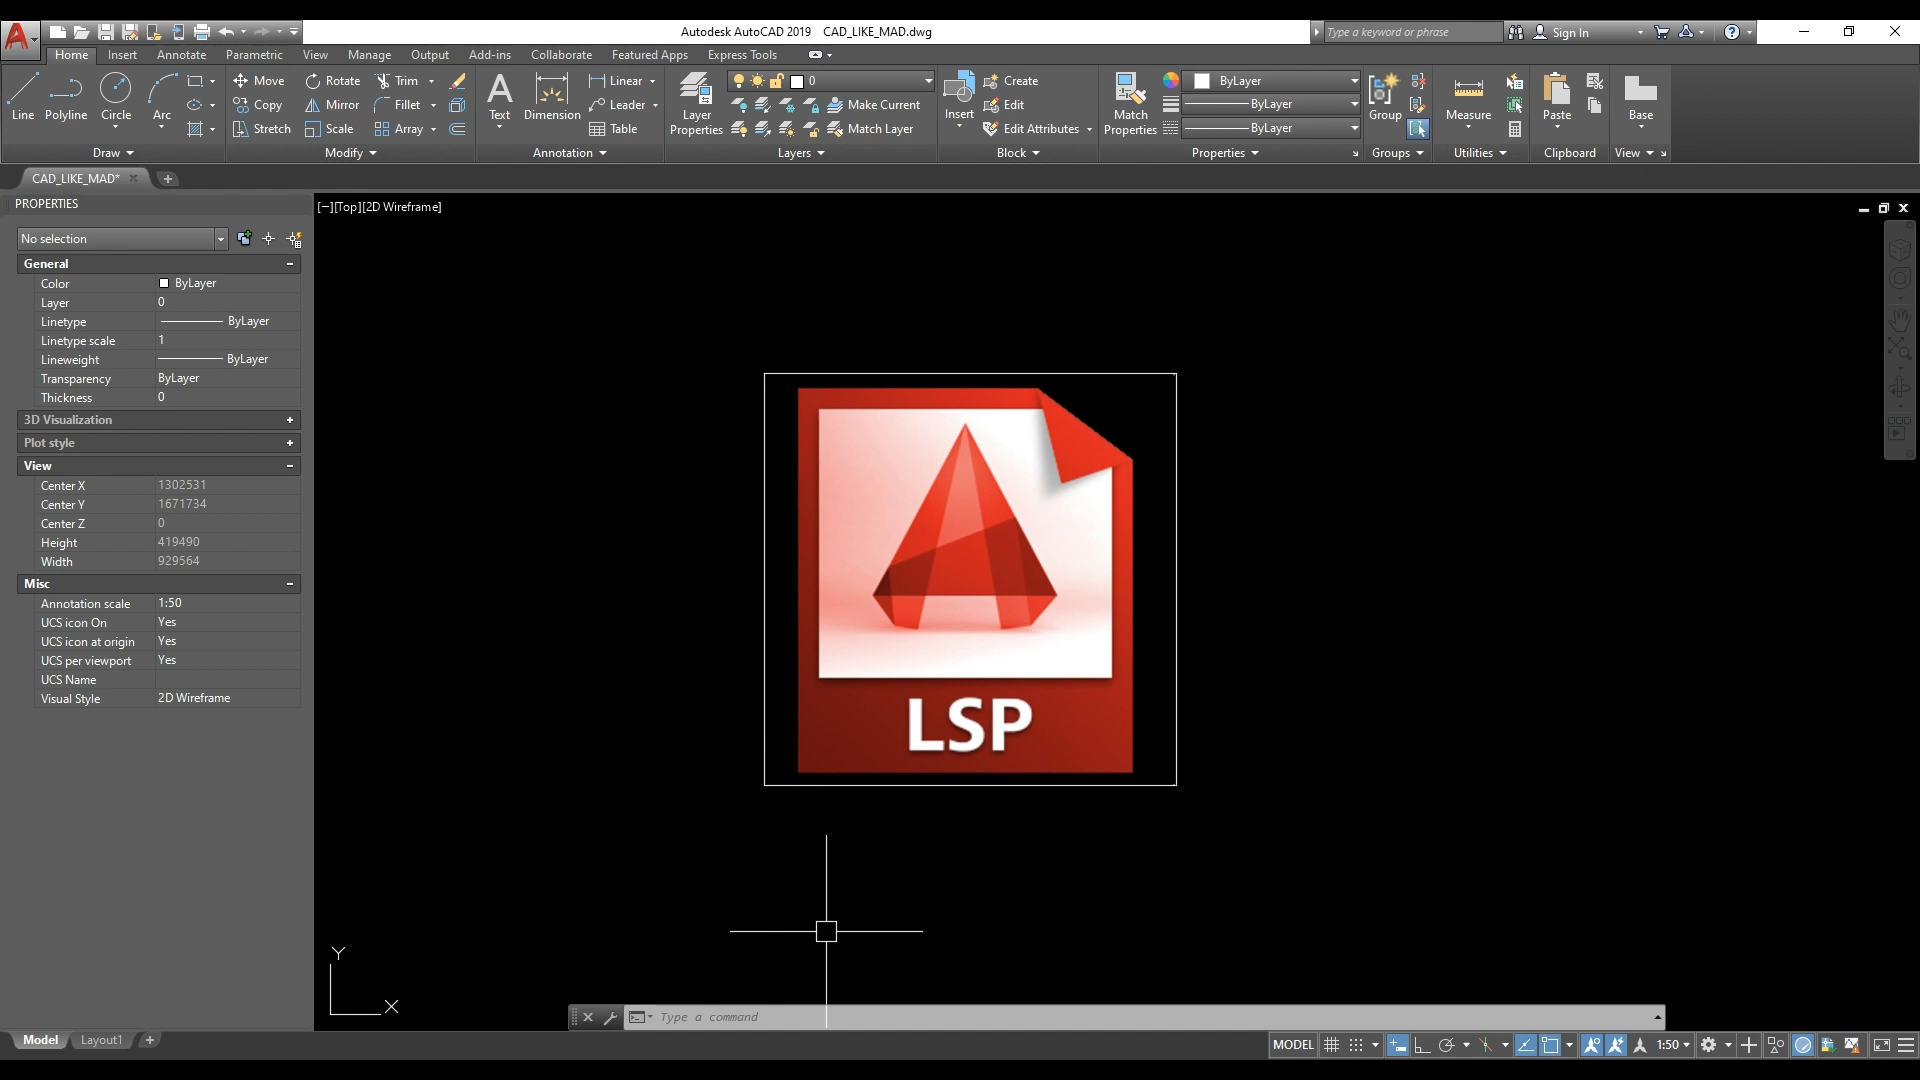 Autodesk AutoCAD 2019 CAD_LIKE_MAD.dwg
Type a keyword or phrase
Sign In
Home Insert Annotate Parametric View Manage Output Add-ins Collaborate Featured Apps Express Tools
Line Polyline Circle Arc
Draw
Move Rotate Trim
Copy Mirror Fillet
Stretch Scale Array
Modify
Text Dimension
Linear
Leader
Table
Annotation
Layer Properties
0
Make Current
Match Layer
Layers
Insert
Create
Edit
Edit Attributes
Block
Match Properties
ByLayer
ByLayer
ByLayer
Properties
Group
Groups
Measure
Utilities
Paste
Clipboard
Base
View
CAD_LIKE_MAD*
PROPERTIES
No selection
General
Color ByLayer
Layer 0
Linetype ByLayer
Linetype scale 1
Lineweight ByLayer
Transparency ByLayer
Thickness 0
3D Visualization
Plot style
View
Center X 1302531
Center Y 1671734
Center Z 0
Height 419490
Width 929564
Misc
Annotation scale 1:50
UCS icon On Yes
UCS icon at origin Yes
UCS per viewport Yes
UCS Name
Visual Style 2D Wireframe
[−][Top][2D Wireframe]
LSP
Y
X
Type a command
Model Layout1
MODEL 1:50